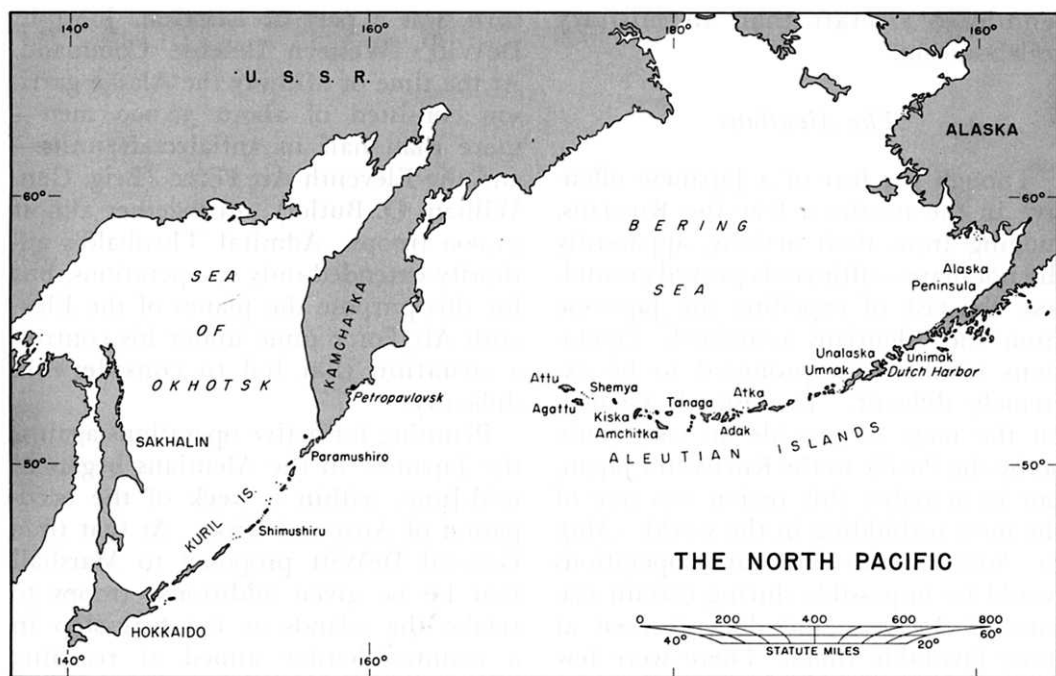 140°
160°
180°
160°
U. S. S. R.
ALASKA
60°
60°
BERING
SEA
SEA
OF
OKHOTSK
KAMCHATKA
Alaska
Peninsula
Unalaska
Unimak
Umnak
Dutch Harbor
Petropavlovsk
Attu
Shemya
Agattu
Kiska
Tanaga
Atka
Amchitka
Adak
ALEUTIAN ISLANDS
SAKHALIN
50°
50°
Paramushiro
KURIL IS.
Shimushiru
THE NORTH PACIFIC
HOKKAIDO
0 200 400 600 800
40° 60°
STATUTE MILES
140°
160°